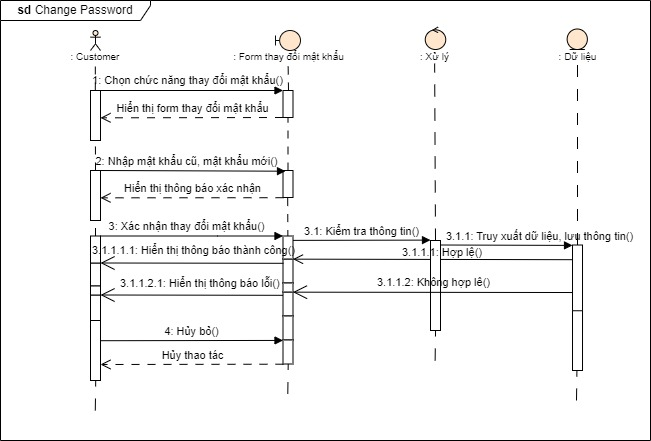 sd Change Password
: Customer
: Form thay đổi mật khẩu
: Xử lý
: Dữ liệu
1: Chọn chức năng thay đổi mật khẩu()
Hiển thị form thay đổi mật khẩu
2: Nhập mật khẩu cũ, mật khẩu mới()
Hiển thị thông báo xác nhận
3: Xác nhận thay đổi mật khẩu()
3.1: Kiểm tra thông tin()
3.1.1: Truy xuất dữ liệu, lưu thông tin()
3.1.1.1.1: Hiển thị thông báo thành công()
3.1.1.1: Hợp lệ()
3.1.1.2.1: Hiển thị thông báo lỗi()
3.1.1.2: Không hợp lê()
4: Hủy bỏ()
Hủy thao tác